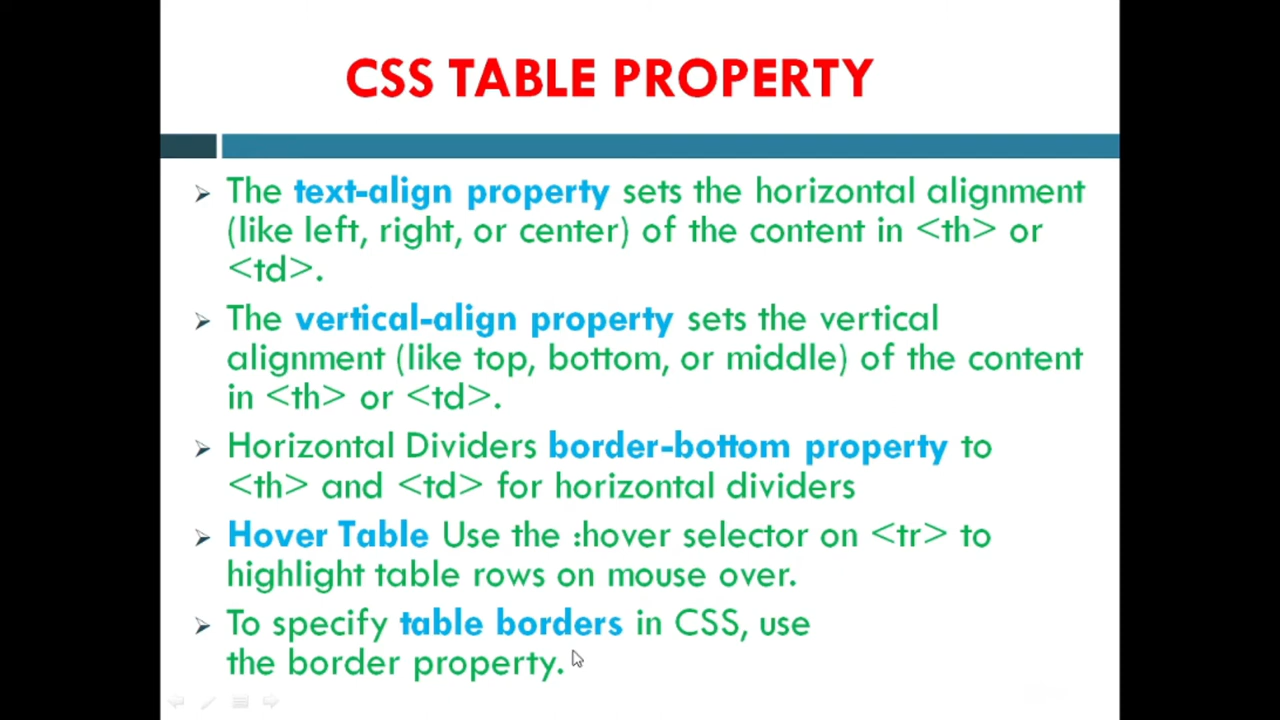 CSS TABLE PROPERTY
The text-align property sets the horizontal alignment
(like left, right, or center) of the content in <th> or
<td>.
The vertical-align property sets the vertical
alignment (like top, bottom, or middle) of the content
in <th> or <td>.
Horizontal Dividers border-bottom property to
<th> and <td> for horizontal dividers
Hover Table Use the :hover selector on <tr> to
highlight table rows on mouse over.
To specify table borders in CSS, use
the border property.